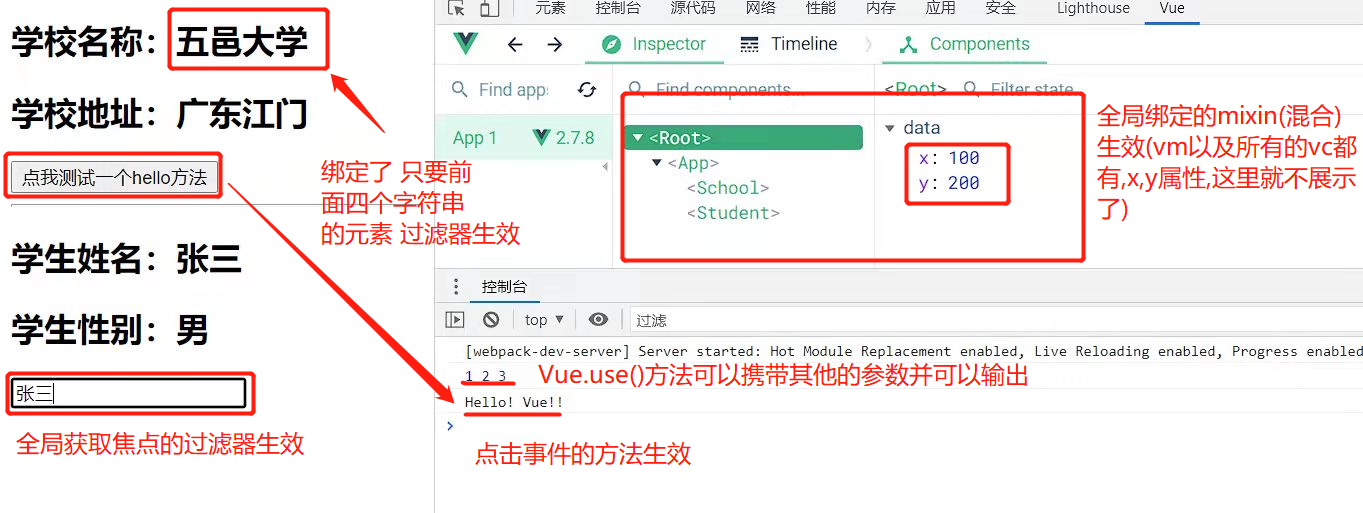 学校名称：五邑大学
学校地址：广东江门
点我测试一个hello方法
绑定了 只要前
面四个字符串
的元素 过滤器生效
学生姓名：张三
学生性别：男
张三
全局获取焦点的过滤器生效
元素 控制台 源代码 网络 性能 内存 应用 安全 Lighthouse Vue
Inspector Timeline Components
Find apps Find components... <Root> Filter state...
App 1 2.7.8
<Root>
<App>
<School>
<Student>
data
x: 100
y: 200
全局绑定的mixin(混合)
生效(vm以及所有的vc都
有,x,y属性,这里就不展示
了)
控制台
top 过滤
[webpack-dev-server] Server started: Hot Module Replacement enabled, Live Reloading enabled, Progress enabled
1 2 3 Vue.use()方法可以携带其他的参数并可以输出
Hello! Vue!!
点击事件的方法生效